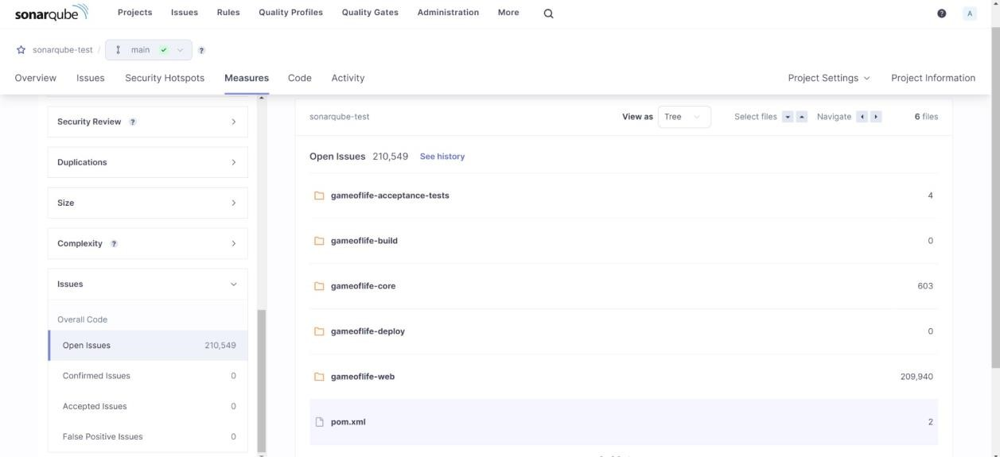 sonarqube
Projects Issues Rules Quality Profiles Quality Gates Administration More ? A
sonarqube-test / main ?
Overview Issues Security Hotspots Measures Code Activity Project Settings Project Information
Security Review ?
Duplications
Size
Complexity ?
Issues
Overall Code
Open Issues 210,549
Confirmed Issues 0
Accepted Issues 0
False Positive Issues 0
sonarqube-test View as Tree Select files Navigate 6 files
Open Issues 210,549 See history
gameoflife-acceptance-tests 4
gameoflife-build 0
gameoflife-core 603
gameoflife-deploy 0
gameoflife-web 209,940
pom.xml 2